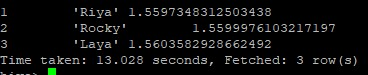 1 'Riya' 1.5597348312503438
2 'Rocky' 1.5599976103217197
3 'Laya' 1.5603582928662492
Time taken: 13.028 seconds, Fetched: 3 row(s)